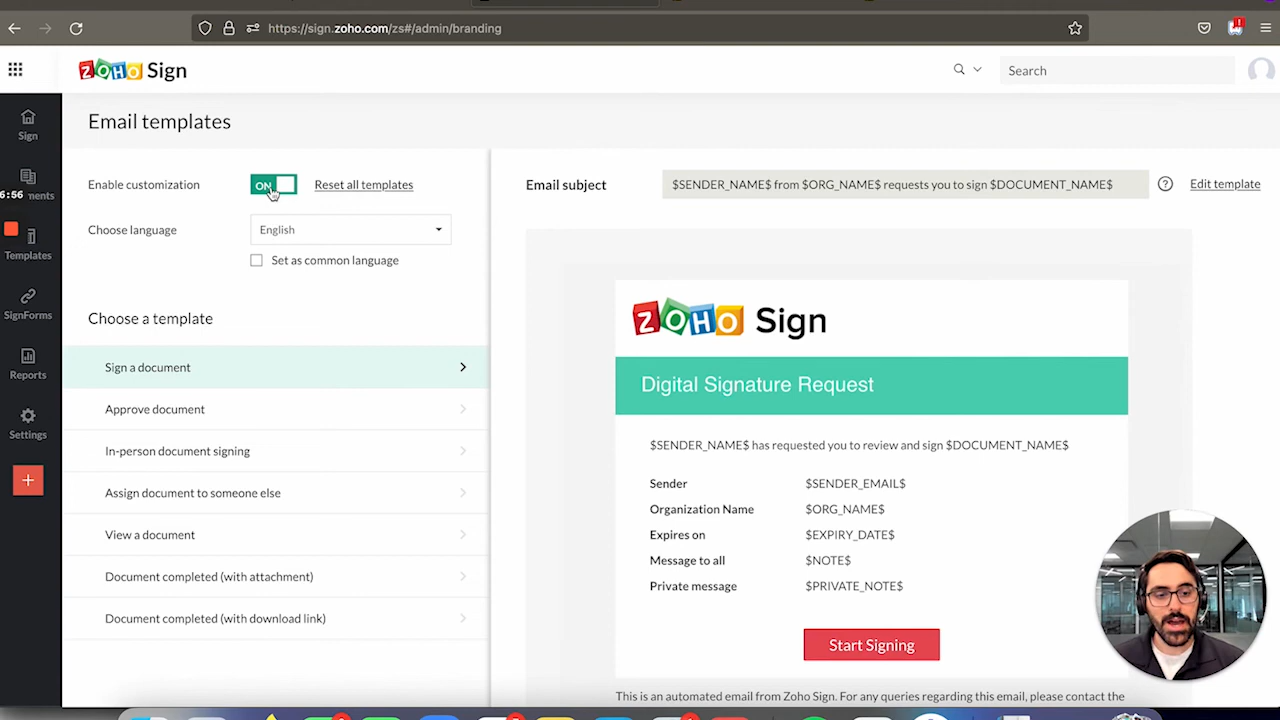 https://sign.zoho.com/zs#/admin/branding
ZOHO Sign
Search
Sign
6:56 ments
Templates
SignForms
Reports
Settings
Email templates
Enable customization
ON
Reset all templates
Choose language
English
Set as common language
Choose a template
Sign a document
Approve document
In-person document signing
Assign document to someone else
View a document
Document completed (with attachment)
Document completed (with download link)
Email subject
$SENDER_NAME$ from $ORG_NAME$ requests you to sign $DOCUMENT_NAME$
Edit template
ZOHO Sign
Digital Signature Request
$SENDER_NAME$ has requested you to review and sign $DOCUMENT_NAME$
Sender $SENDER_EMAIL$
Organization Name $ORG_NAME$
Expires on $EXPIRY_DATE$
Message to all $NOTE$
Private message $PRIVATE_NOTE$
Start Signing
This is an automated email from Zoho Sign. For any queries regarding this email, please contact the